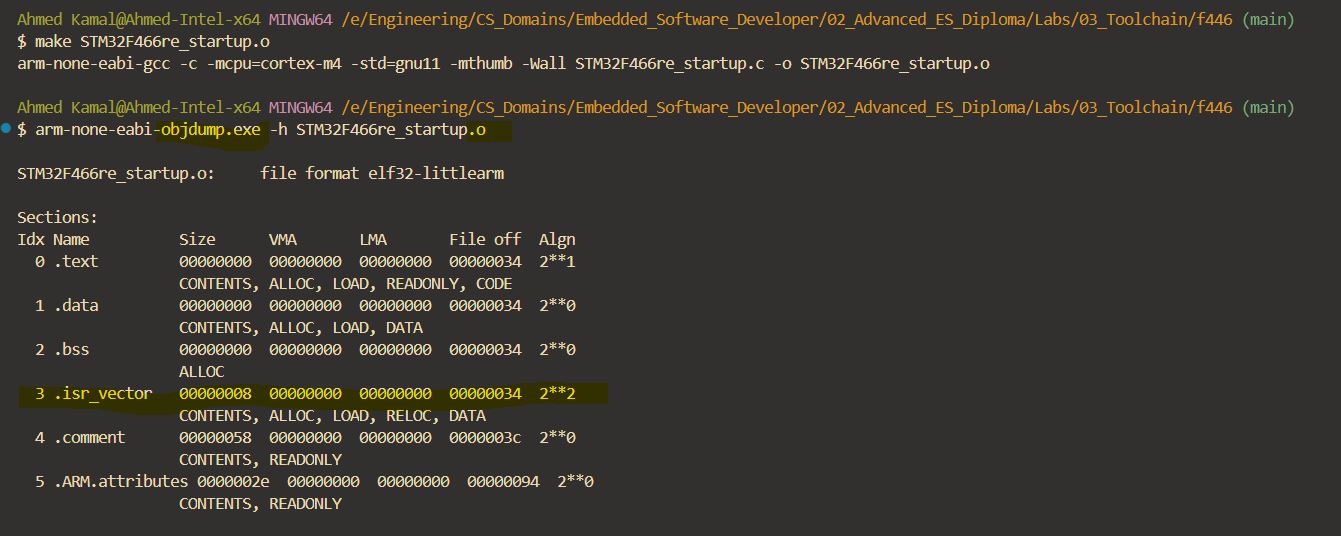 Ahmed Kamal@Ahmed-Intel-x64 MINGW64 /e/Engineering/CS_Domains/Embedded_Software_Developer/02_Advanced_ES_Diploma/Labs/03_Toolchain/f446 (main)
$ make STM32F466re_startup.o
arm-none-eabi-gcc -c -mcpu=cortex-m4 -std=gnu11 -mthumb -Wall STM32F466re_startup.c -o STM32F466re_startup.o
Ahmed Kamal@Ahmed-Intel-x64 MINGW64 /e/Engineering/CS_Domains/Embedded_Software_Developer/02_Advanced_ES_Diploma/Labs/03_Toolchain/f446 (main)
$ arm-none-eabi-objdump.exe -h STM32F466re_startup.o
STM32F466re_startup.o:     file format elf32-littlearm
Sections:
Idx Name          Size      VMA       LMA       File off  Algn
  0 .text         00000000  00000000  00000000  00000034  2**1
                  CONTENTS, ALLOC, LOAD, READONLY, CODE
  1 .data         00000000  00000000  00000000  00000034  2**0
                  CONTENTS, ALLOC, LOAD, DATA
  2 .bss          00000000  00000000  00000000  00000034  2**0
                  ALLOC
  3 .isr_vector   00000008  00000000  00000000  00000034  2**2
                  CONTENTS, ALLOC, LOAD, RELOC, DATA
  4 .comment      00000058  00000000  00000000  0000003c  2**0
                  CONTENTS, READONLY
  5 .ARM.attributes 0000002e  00000000  00000000  00000094  2**0
                  CONTENTS, READONLY